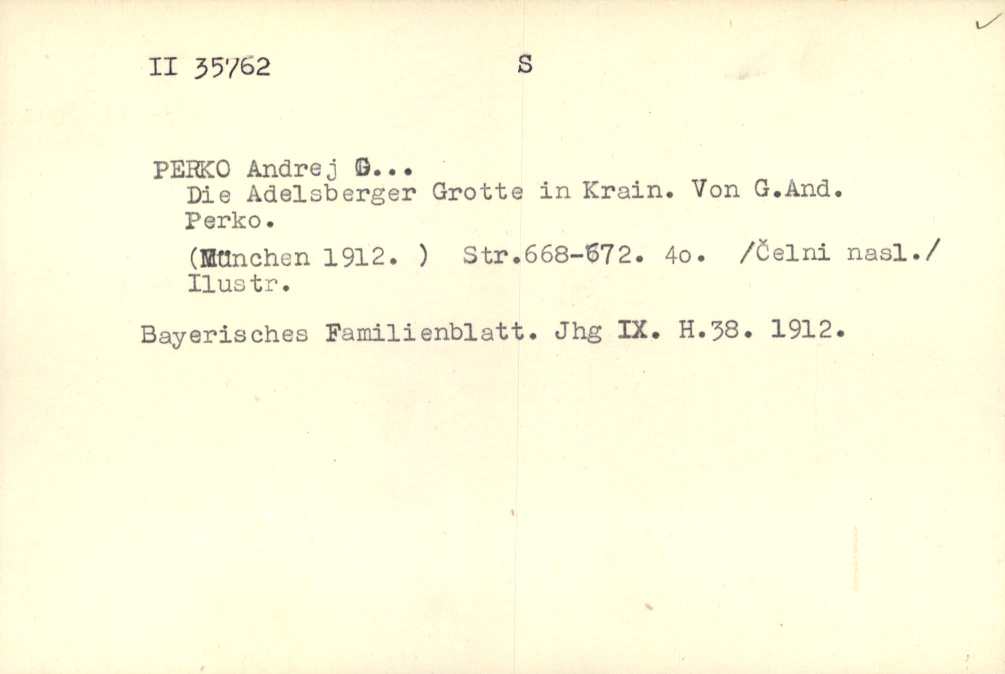 II 35762 S
PERKO Andrej G...
Die Adelsberger Grotte in Krain. Von G.And.
Perko.
(München 1912. ) Str.668-672. 4o. /Čelni nasl./
Ilustr.
Bayerisches Familienblatt. Jhg IX. H.38. 1912.